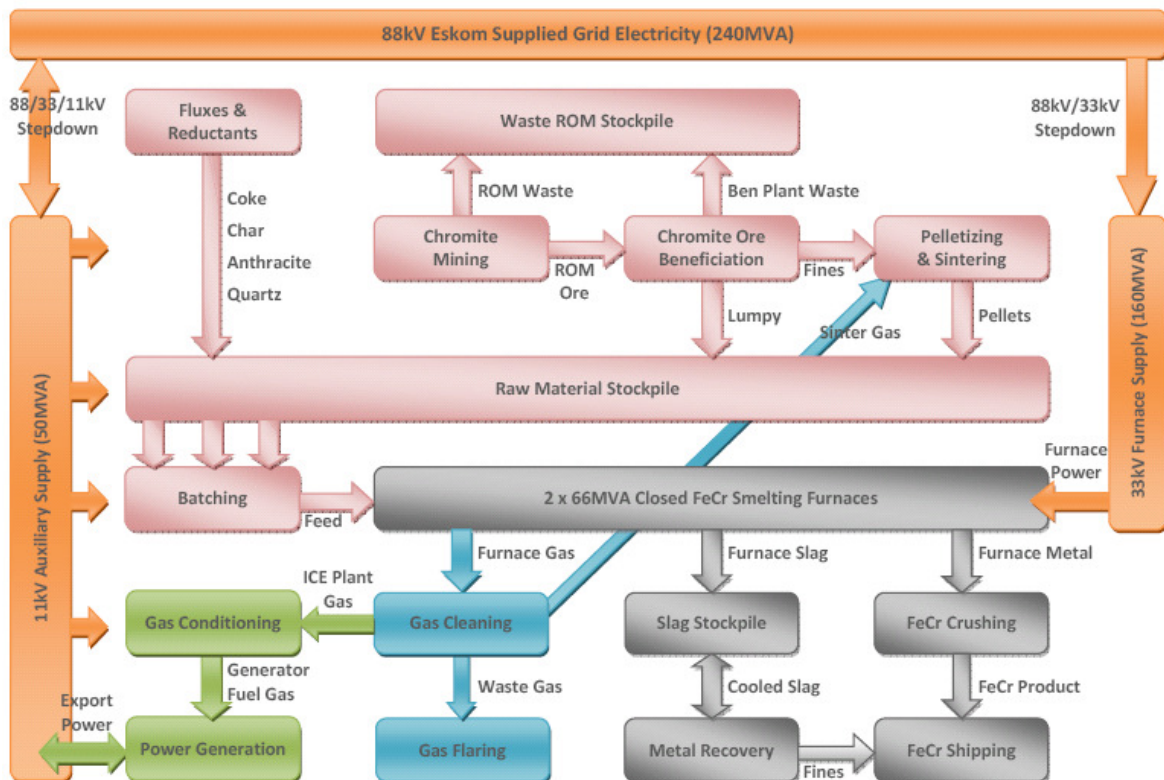 88kV Eskom Supplied Grid Electricity (240MVA)
88/33/11kV
Stepdown
88kV/33kV
Stepdown
Fluxes &
Reductants
Waste ROM Stockpile
Coke
Char
Anthracite
Quartz
ROM Waste
Ben Plant Waste
Chromite
Mining
ROM
Ore
Chromite Ore
Beneficiation
Fines
Pelletizing
& Sintering
Lumpy
Sinter Gas
Pellets
11kV Auxiliary Supply (50MVA)
33kV Furnace Supply (160MVA)
Raw Material Stockpile
Batching
Feed
2 x 66MVA Closed FeCr Smelting Furnaces
Furnace
Power
Furnace Gas
Furnace Slag
Furnace Metal
ICE Plant
Gas
Gas Conditioning
Gas Cleaning
Slag Stockpile
FeCr Crushing
Generator
Fuel Gas
Waste Gas
Cooled Slag
FeCr Product
Export
Power
Power Generation
Gas Flaring
Metal Recovery
Fines
FeCr Shipping